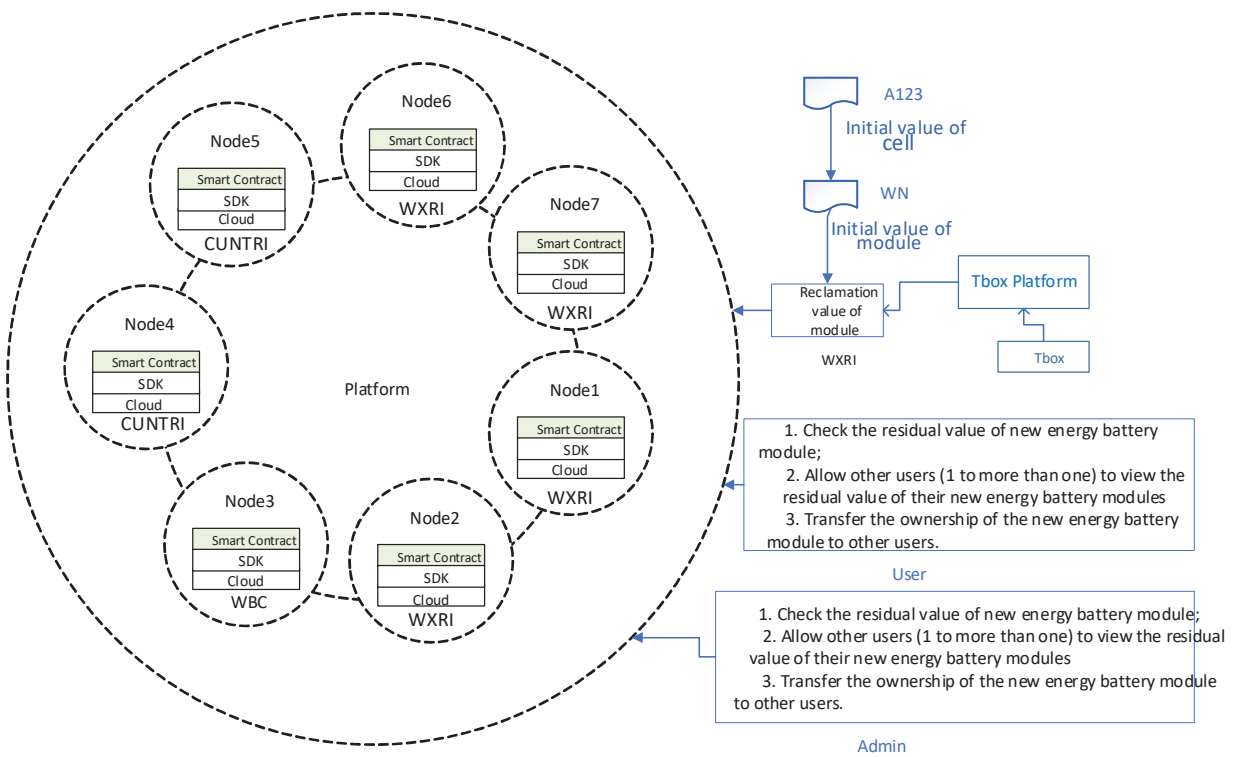 Node6
Smart Contract
SDK
Cloud
WXRI
Node5
Smart Contract
SDK
Cloud
CUNTRI
Node7
Smart Contract
SDK
Cloud
WXRI
Node4
Smart Contract
SDK
Cloud
CUNTRI
Platform
Node1
Smart Contract
SDK
Cloud
WXRI
Node3
Smart Contract
SDK
Cloud
WBC
Node2
Smart Contract
SDK
Cloud
WXRI
A123
Initial value of
cell
WN
Initial value of
module
Reclamation
value of
module
WXRI
Tbox Platform
Tbox
1. Check the residual value of new energy battery
module;
2. Allow other users (1 to more than one) to view the
residual value of their new energy battery modules
3. Transfer the ownership of the new energy battery
module to other users.
User
1. Check the residual value of new energy battery module;
2. Allow other users (1 to more than one) to view the residual
value of their new energy battery modules
3. Transfer the ownership of the new energy battery module
to other users.
Admin